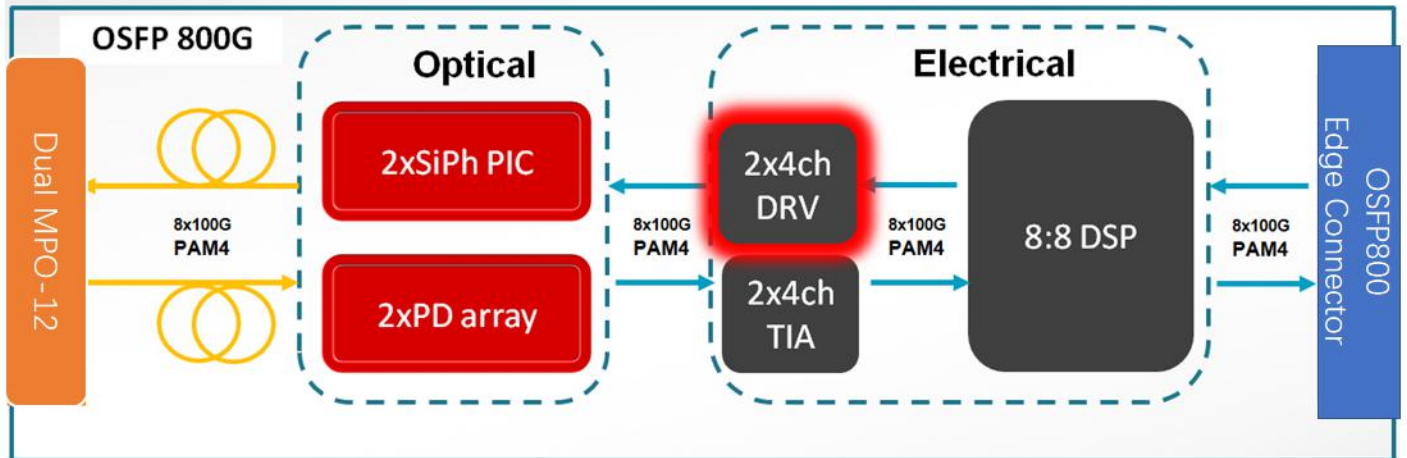 OSFP 800G
Optical
Electrical
Dual MPO-12
8x100G
PAM4
2xSiPh PIC
2xPD array
8x100G
PAM4
2x4ch
DRV
2x4ch
TIA
8x100G
PAM4
8:8 DSP
8x100G
PAM4
OSFP800
Edge Connector